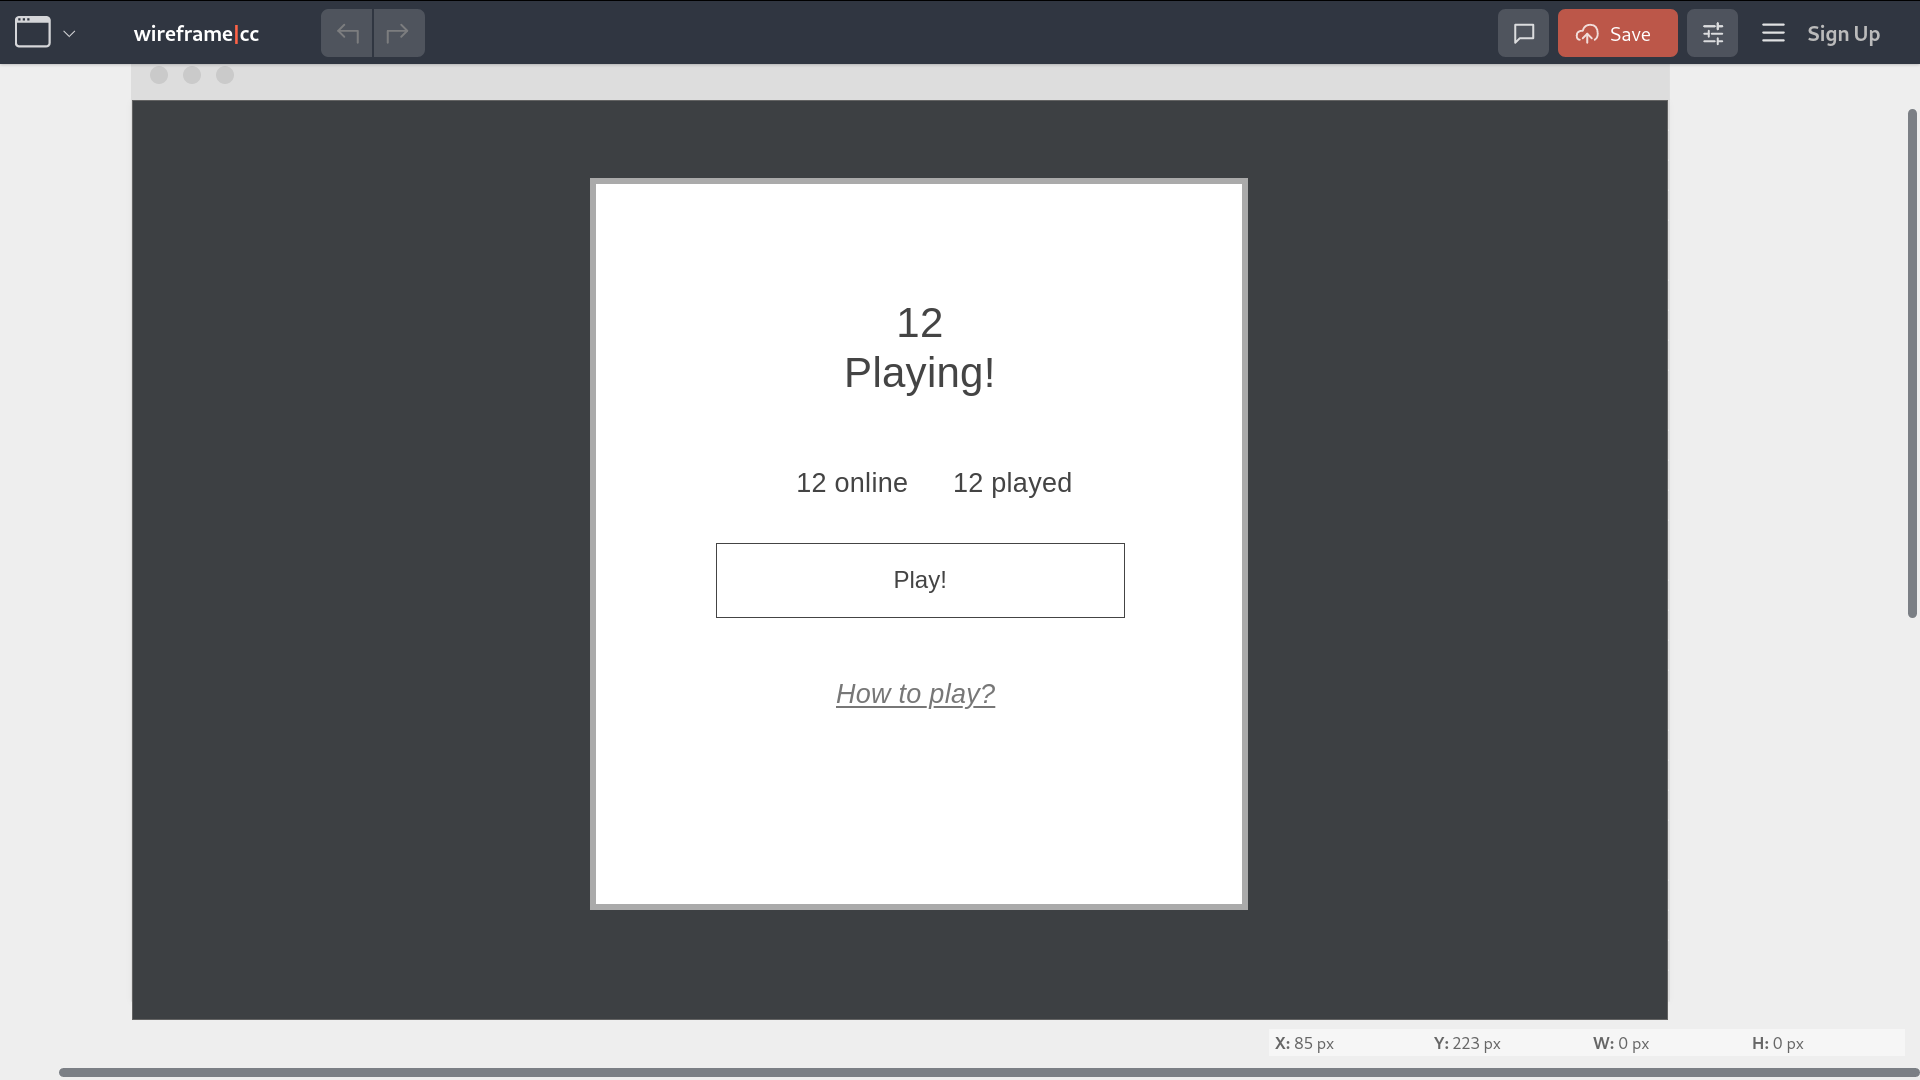 wireframe|cc
Save
Sign Up
12
Playing!
12 online 12 played
Play!
How to play?
X: 85 px Y: 223 px W: 0 px H: 0 px